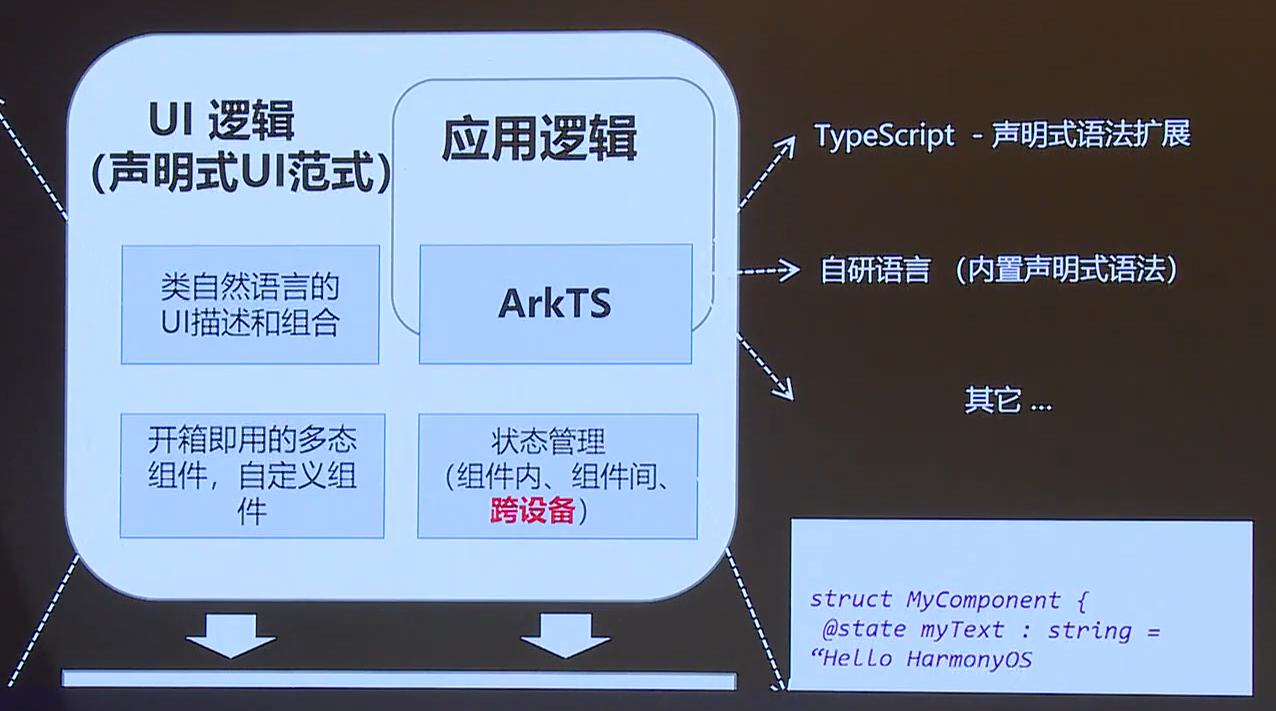 UI 逻辑
（声明式UI范式）
应用逻辑
类自然语言的
UI描述和组合
ArkTS
开箱即用的多态
组件，自定义组
件
状态管理
（组件内、组件间、
跨设备）
TypeScript - 声明式语法扩展
自研语言 （内置声明式语法）
其它 ...
struct MyComponent {
@state myText : string =
“Hello HarmonyOS